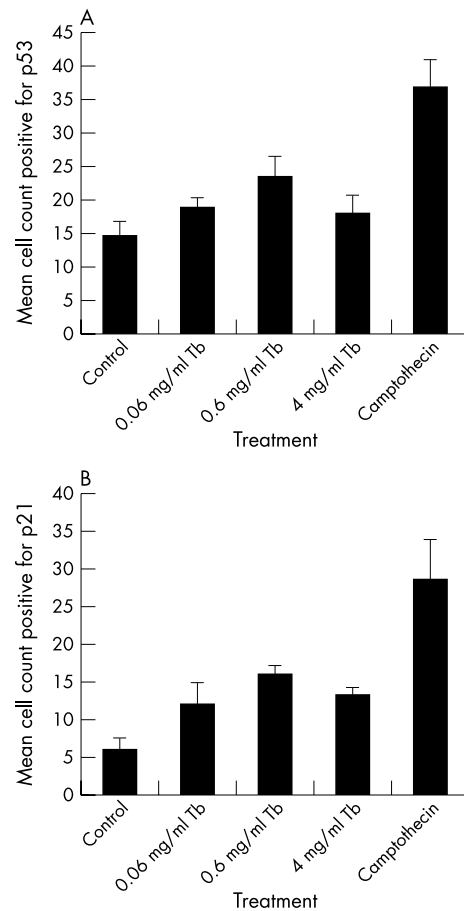 A
Mean cell count positive for p53
45
40
35
30
25
20
15
10
5
0
Control
0.06 mg/ml Tb
0.6 mg/ml Tb
4 mg/ml Tb
Camptothecin
Treatment
B
Mean cell count positive for p21
40
35
30
25
20
15
10
5
0
Control
0.06 mg/ml Tb
0.6 mg/ml Tb
4 mg/ml Tb
Camptothecin
Treatment